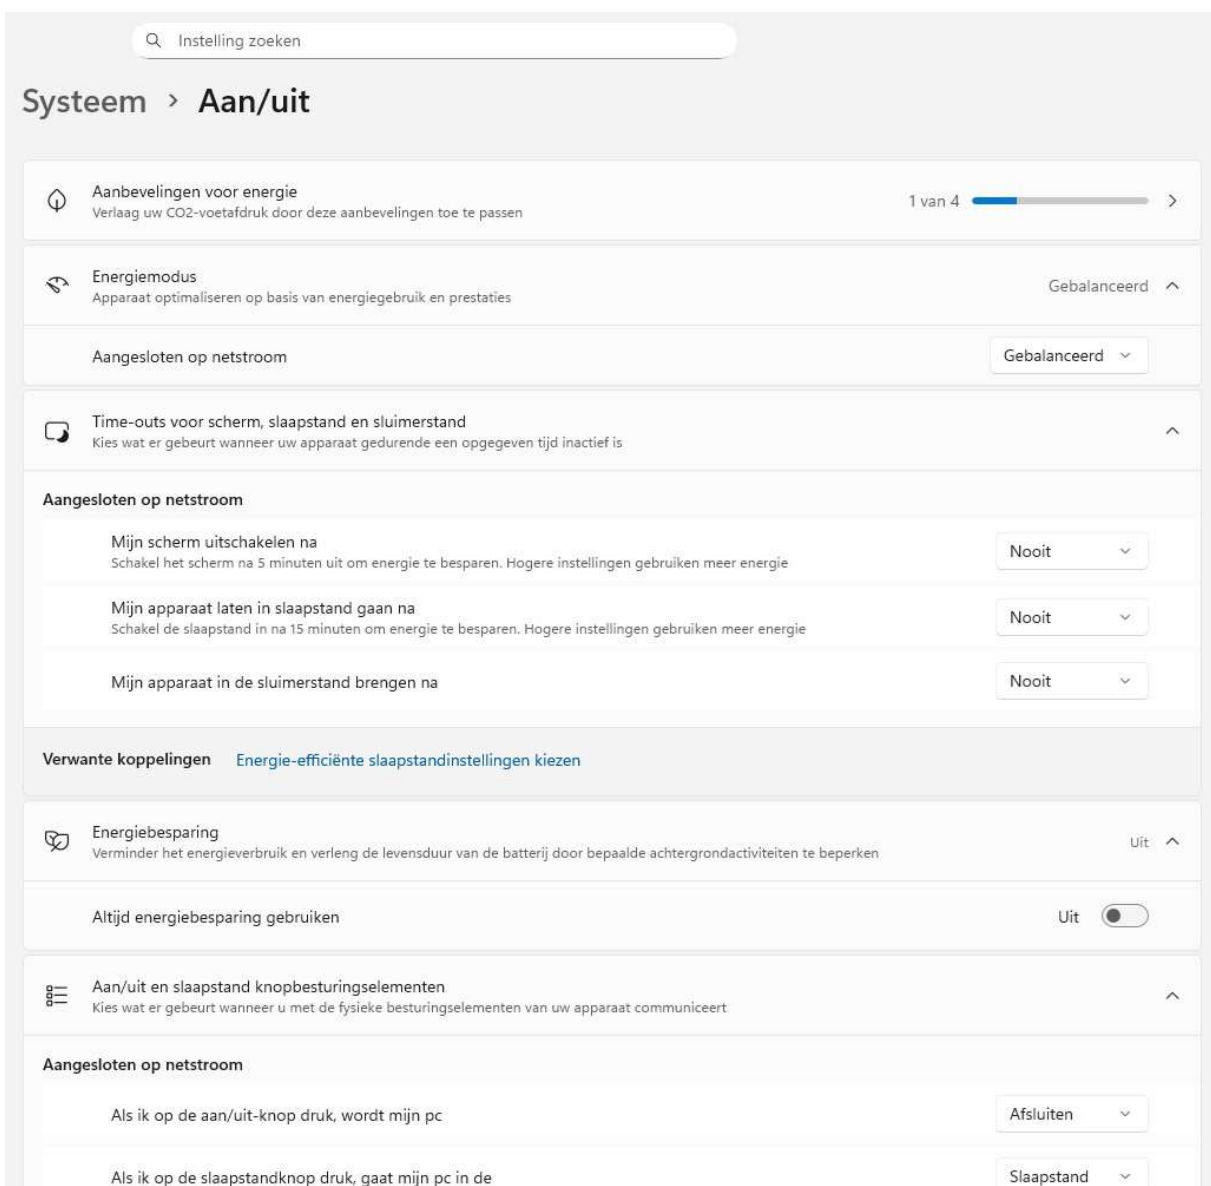 Instelling zoeken
Systeem > Aan/uit
Aanbevelingen voor energie
Verlaag uw CO2-voetafdruk door deze aanbevelingen toe te passen
1 van 4
Energiemodus
Apparaat optimaliseren op basis van energiegebruik en prestaties
Gebalanceerd
Aangesloten op netstroom
Gebalanceerd
Time-outs voor scherm, slaapstand en sluimerstand
Kies wat er gebeurt wanneer uw apparaat gedurende een opgegeven tijd inactief is
Aangesloten op netstroom
Mijn scherm uitschakelen na
Schakel het scherm na 5 minuten uit om energie te besparen. Hogere instellingen gebruiken meer energie
Nooit
Mijn apparaat laten in slaapstand gaan na
Schakel de slaapstand in na 15 minuten om energie te besparen. Hogere instellingen gebruiken meer energie
Nooit
Mijn apparaat in de sluimerstand brengen na
Nooit
Verwante koppelingen Energie-efficiënte slaapstandinstellingen kiezen
Energiebesparing
Verminder het energieverbruik en verleng de levensduur van de batterij door bepaalde achtergrondactiviteiten te beperken
Uit
Altijd energiebesparing gebruiken
Uit
Aan/uit en slaapstand knopbesturingselementen
Kies wat er gebeurt wanneer u met de fysieke besturingselementen van uw apparaat communiceert
Aangesloten op netstroom
Als ik op de aan/uit-knop druk, wordt mijn pc
Afsluiten
Als ik op de slaapstandknop druk, gaat mijn pc in de
Slaapstand